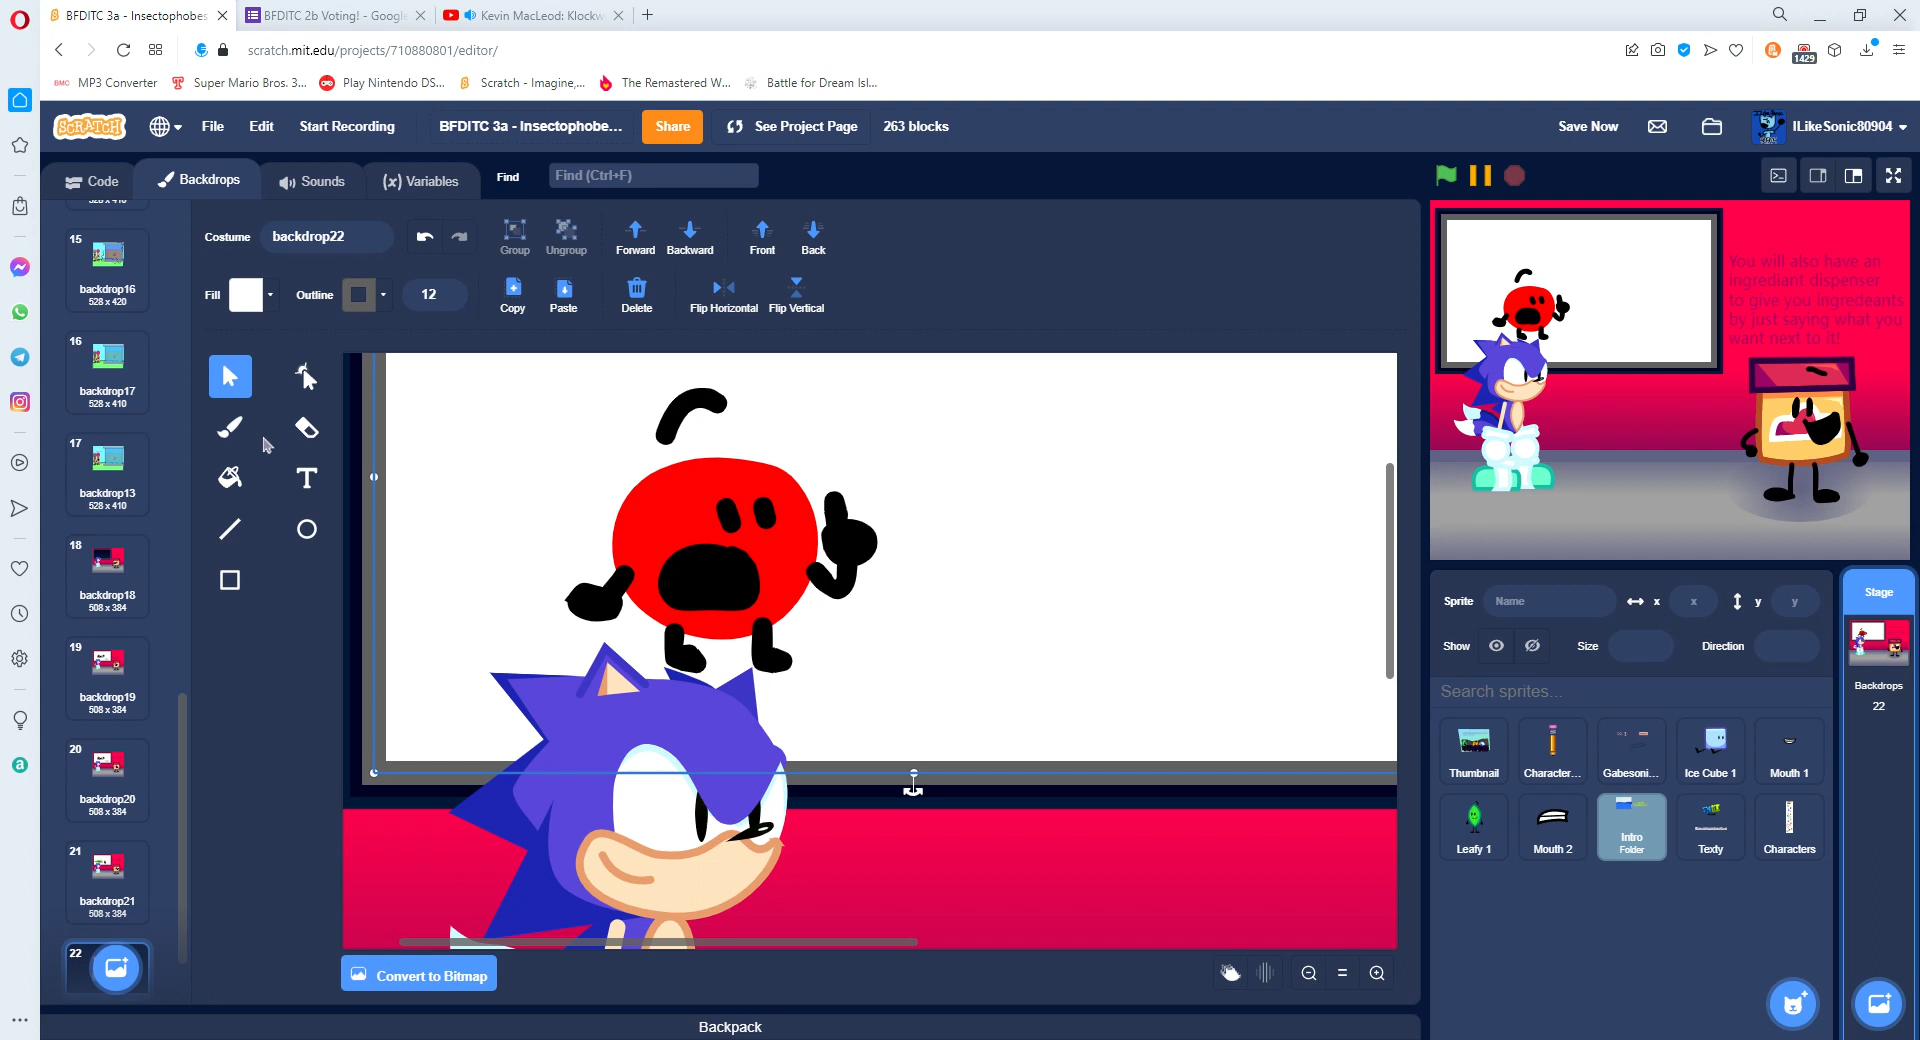 BFDITC 3a - Insectophobes
BFDITC 2b Voting! - Google
Kevin MacLeod: Klockw
scratch.mit.edu/projects/710880801/editor/
1429
BMC MP3 Converter
Super Mario Bros. 3...
Play Nintendo DS...
Scratch - Imagine,...
The Remastered W...
Battle for Dream Isl...
SCRATCH
File
Edit
Start Recording
BFDITC 3a - Insectophobe...
Share
See Project Page
263 blocks
Save Now
ILikeSonic80904
Code
Backdrops
Sounds
(x) Variables
Find
Find (Ctrl+F)
Costume
backdrop22
Group
Ungroup
Forward
Backward
Front
Back
Fill
Outline
12
Copy
Paste
Delete
Flip Horizontal
Flip Vertical
528 x 410
15
backdrop16
528 x 420
16
backdrop17
528 x 410
17
backdrop13
528 x 410
18
backdrop18
508 x 384
19
backdrop19
508 x 384
20
backdrop20
508 x 384
21
backdrop21
508 x 384
22
T
Convert to Bitmap
Backpack
You will also have an
ingrediant dispenser
to give you ingredeants
by just saying what you
want next to it!
Sprite
Name
x
x
y
y
Show
Size
Direction
Search sprites...
Thumbnail
Character...
Gabesoni...
Ice Cube 1
Mouth 1
Leafy 1
Mouth 2
Intro
Folder
Texty
Characters
Stage
Backdrops
22